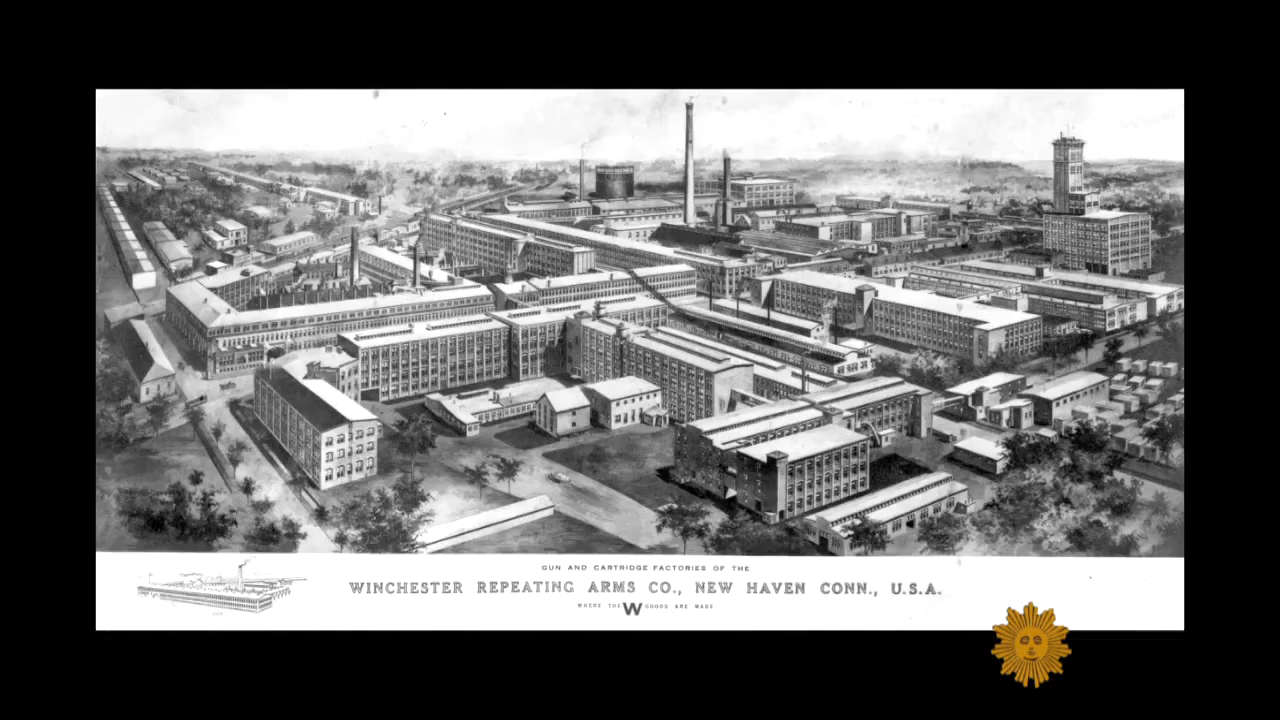 GUN AND CARTRIDGE FACTORIES OF THE
WINCHESTER REPEATING ARMS CO., NEW HAVEN CONN., U.S.A.
WHERE THE W GOODS ARE MADE